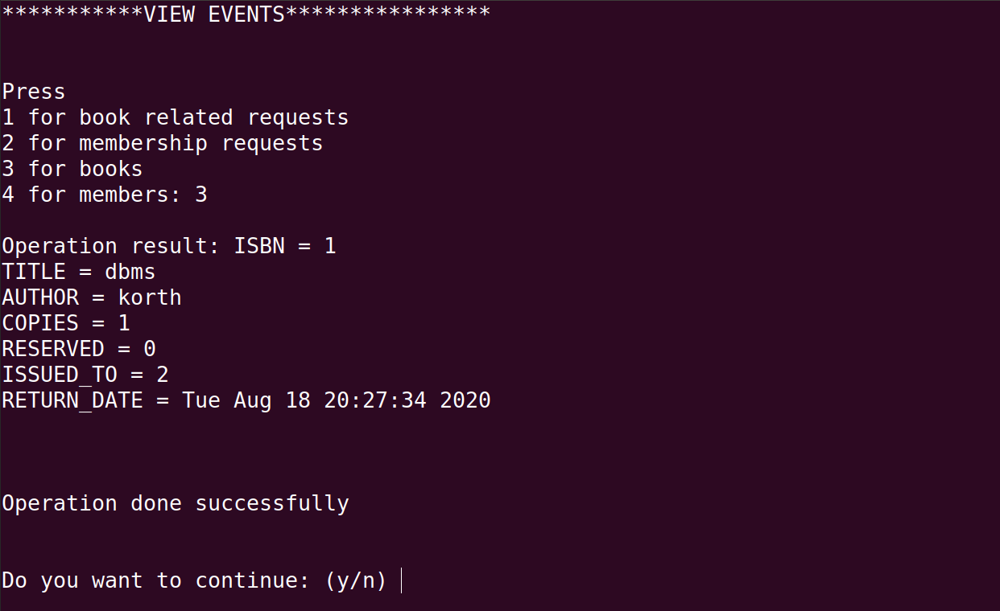 ***********VIEW EVENTS****************
Press
1 for book related requests
2 for membership requests
3 for books
4 for members: 3
Operation result: ISBN = 1
TITLE = dbms
AUTHOR = korth
COPIES = 1
RESERVED = 0
ISSUED_TO = 2
RETURN_DATE = Tue Aug 18 20:27:34 2020
Operation done successfully
Do you want to continue: (y/n)